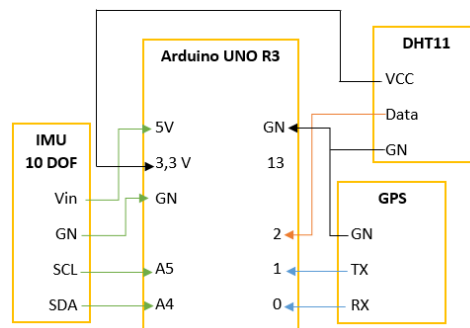 Arduino UNO R3
DHT11
VCC
Data
GN
IMU
10 DOF
Vin
GN
SCL
SDA
5V
3,3 V
GN
A5
A4
GN
13
2
1
0
GPS
GN
TX
RX